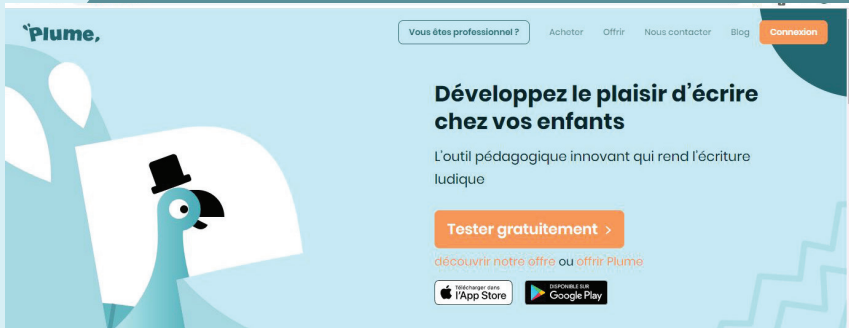 Plume,
Vous êtes professionnel ?
Acheter
Offrir
Nous contacter
Blog
Connexion
Développez le plaisir d'écrire
chez vos enfants
L'outil pédagogique innovant qui rend l'écriture
ludique
Tester gratuitement >
découvrir notre offre ou offrir Plume
Télécharger dans
l'App Store
DISPONIBLE SUR
Google Play